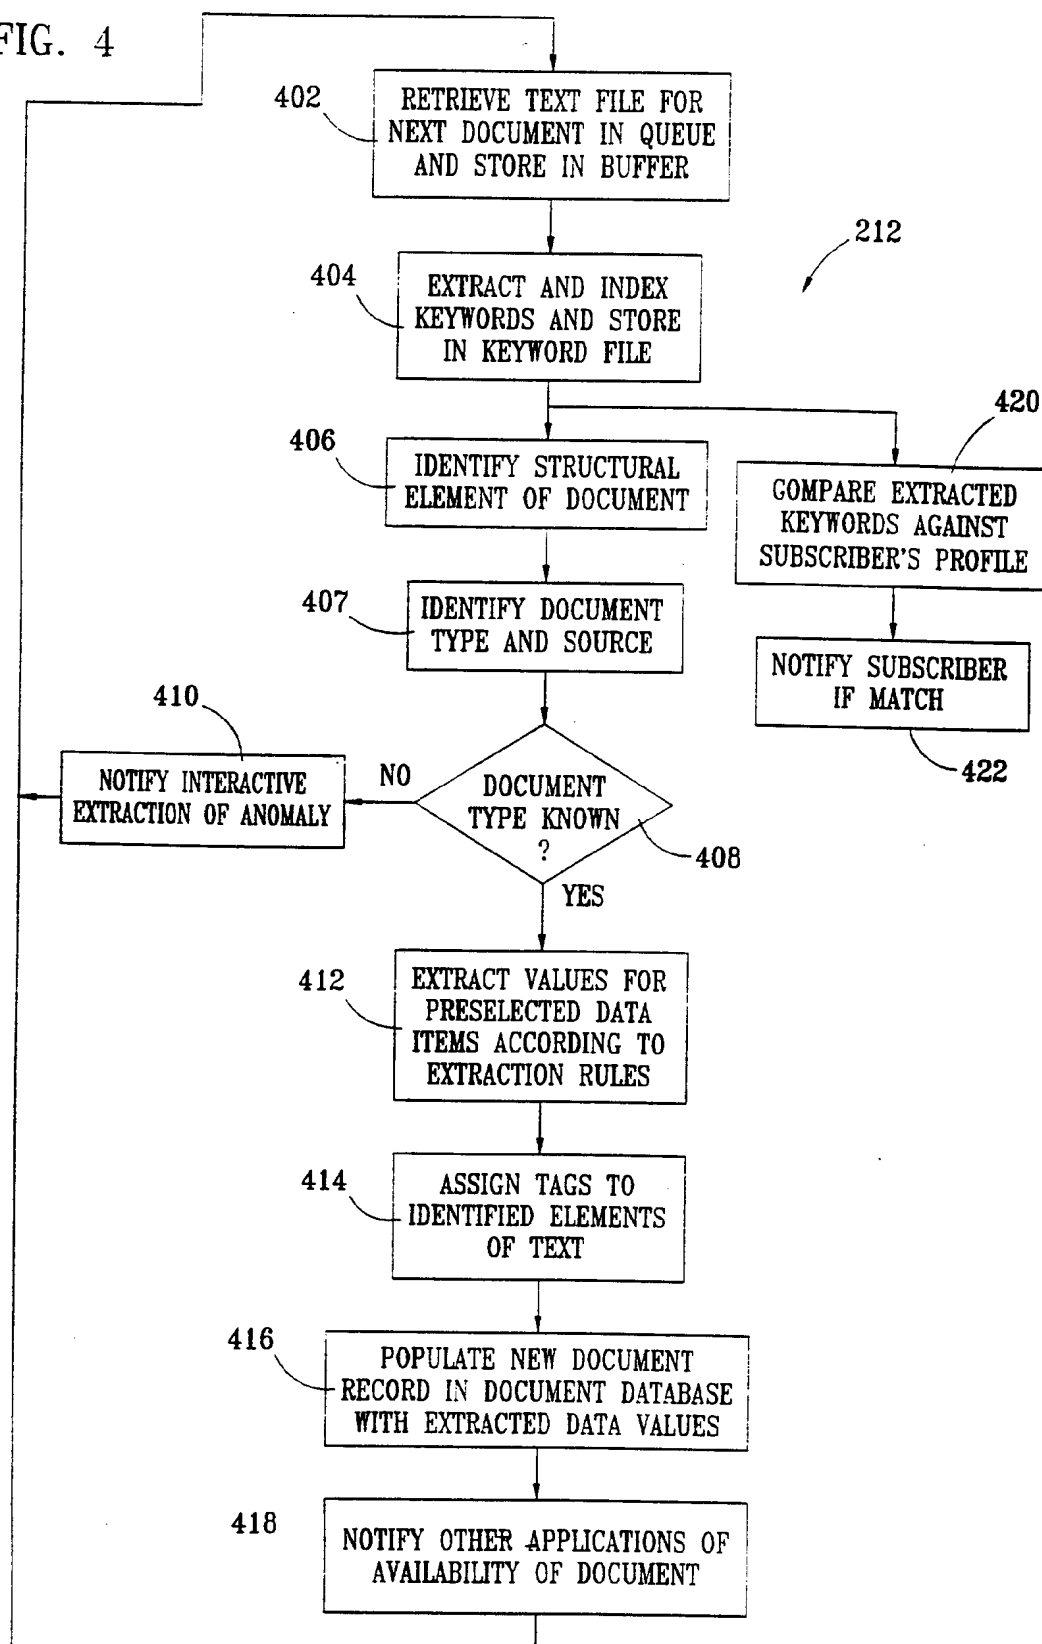 FIG. 4
402
RETRIEVE TEXT FILE FOR
NEXT DOCUMENT IN QUEUE
AND STORE IN BUFFER
212
404
EXTRACT AND INDEX
KEYWORDS AND STORE
IN KEYWORD FILE
420
406
IDENTIFY STRUCTURAL
ELEMENT OF DOCUMENT
GOMPARE EXTRACTED
KEYWORDS AGAINST
SUBSCRIBER'S PROFILE
407
IDENTIFY DOCUMENT
TYPE AND SOURCE
NOTIFY SUBSCRIBER
IF MATCH
422
410
NOTIFY INTERACTIVE
EXTRACTION OF ANOMALY
NO
DOCUMENT
TYPE KNOWN
?
408
YES
412
EXTRACT VALUES FOR
PRESELECTED DATA
ITEMS ACCORDING TO
EXTRACTION RULES
414
ASSIGN TAGS TO
IDENTIFIED ELEMENTS
OF TEXT
416
POPULATE NEW DOCUMENT
RECORD IN DOCUMENT DATABASE
WITH EXTRACTED DATA VALUES
418
NOTIFY OTHER APPLICATIONS OF
AVAILABILITY OF DOCUMENT